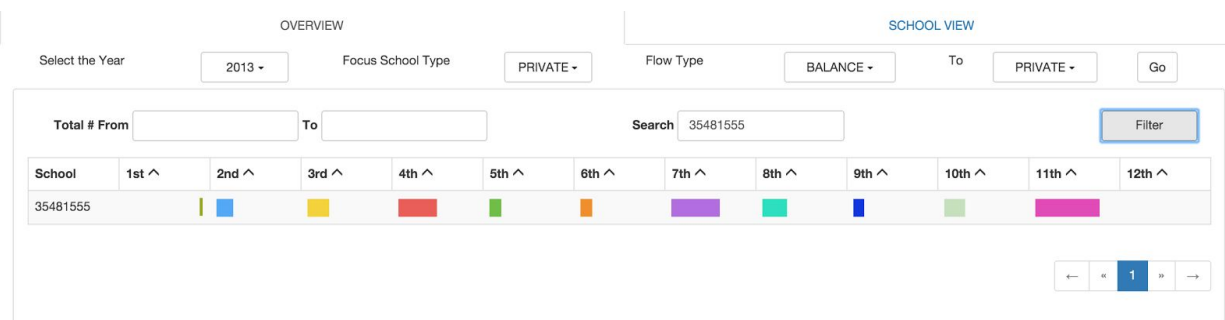 OVERVIEW SCHOOL VIEW
Select the Year 2013 Focus School Type PRIVATE Flow Type BALANCE To PRIVATE Go
Total # From To Search 35481555 Filter
School 1st ^ 2nd ^ 3rd ^ 4th ^ 5th ^ 6th ^ 7th ^ 8th ^ 9th ^ 10th ^ 11th ^ 12th ^
35481555
← « 1 » →